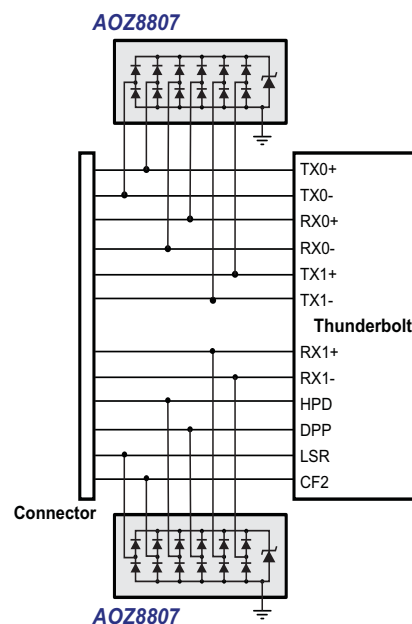 AOZ8807
TX0+
TX0-
RX0+
RX0-
TX1+
TX1-
Thunderbolt
RX1+
RX1-
HPD
DPP
LSR
CF2
Connector
AOZ8807